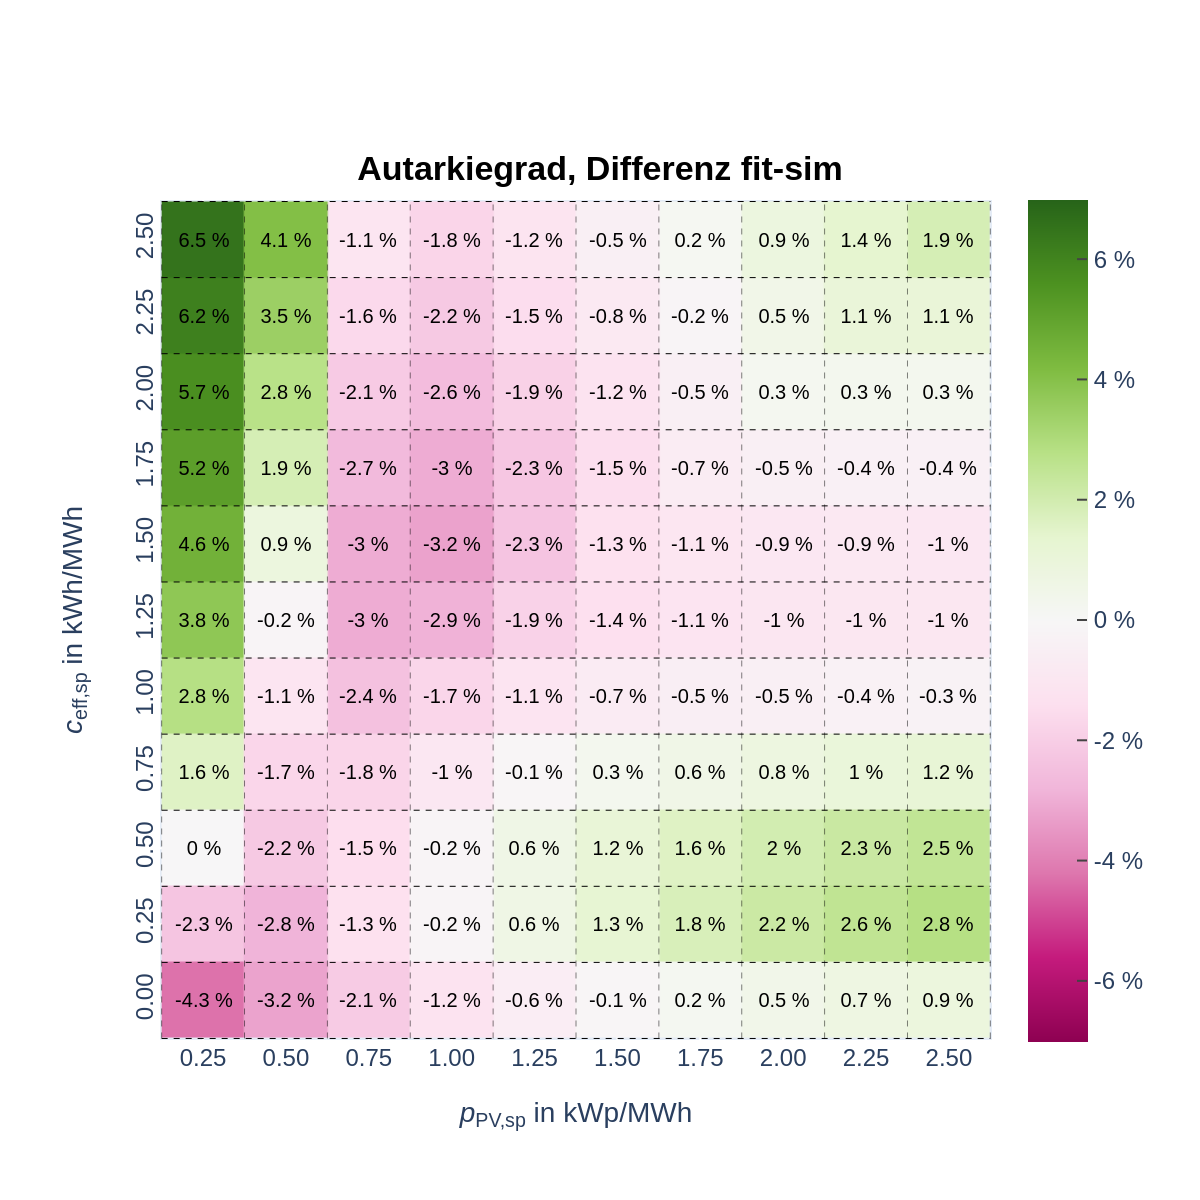 Autarkiegrad, Differenz fit-sim
2.50 6.5 % 4.1 % -1.1 % -1.8 % -1.2 % -0.5 % 0.2 % 0.9 % 1.4 % 1.9 %
2.25 6.2 % 3.5 % -1.6 % -2.2 % -1.5 % -0.8 % -0.2 % 0.5 % 1.1 % 1.1 %
2.00 5.7 % 2.8 % -2.1 % -2.6 % -1.9 % -1.2 % -0.5 % 0.3 % 0.3 % 0.3 %
1.75 5.2 % 1.9 % -2.7 % -3 % -2.3 % -1.5 % -0.7 % -0.5 % -0.4 % -0.4 %
1.50 4.6 % 0.9 % -3 % -3.2 % -2.3 % -1.3 % -1.1 % -0.9 % -0.9 % -1 %
1.25 3.8 % -0.2 % -3 % -2.9 % -1.9 % -1.4 % -1.1 % -1 % -1 % -1 %
1.00 2.8 % -1.1 % -2.4 % -1.7 % -1.1 % -0.7 % -0.5 % -0.5 % -0.4 % -0.3 %
0.75 1.6 % -1.7 % -1.8 % -1 % -0.1 % 0.3 % 0.6 % 0.8 % 1 % 1.2 %
0.50 0 % -2.2 % -1.5 % -0.2 % 0.6 % 1.2 % 1.6 % 2 % 2.3 % 2.5 %
0.25 -2.3 % -2.8 % -1.3 % -0.2 % 0.6 % 1.3 % 1.8 % 2.2 % 2.6 % 2.8 %
0.00 -4.3 % -3.2 % -2.1 % -1.2 % -0.6 % -0.1 % 0.2 % 0.5 % 0.7 % 0.9 %
0.25 0.50 0.75 1.00 1.25 1.50 1.75 2.00 2.25 2.50
p PV,sp in kWp/MWh
c eff,sp in kWh/MWh
6 %
4 %
2 %
0 %
-2 %
-4 %
-6 %